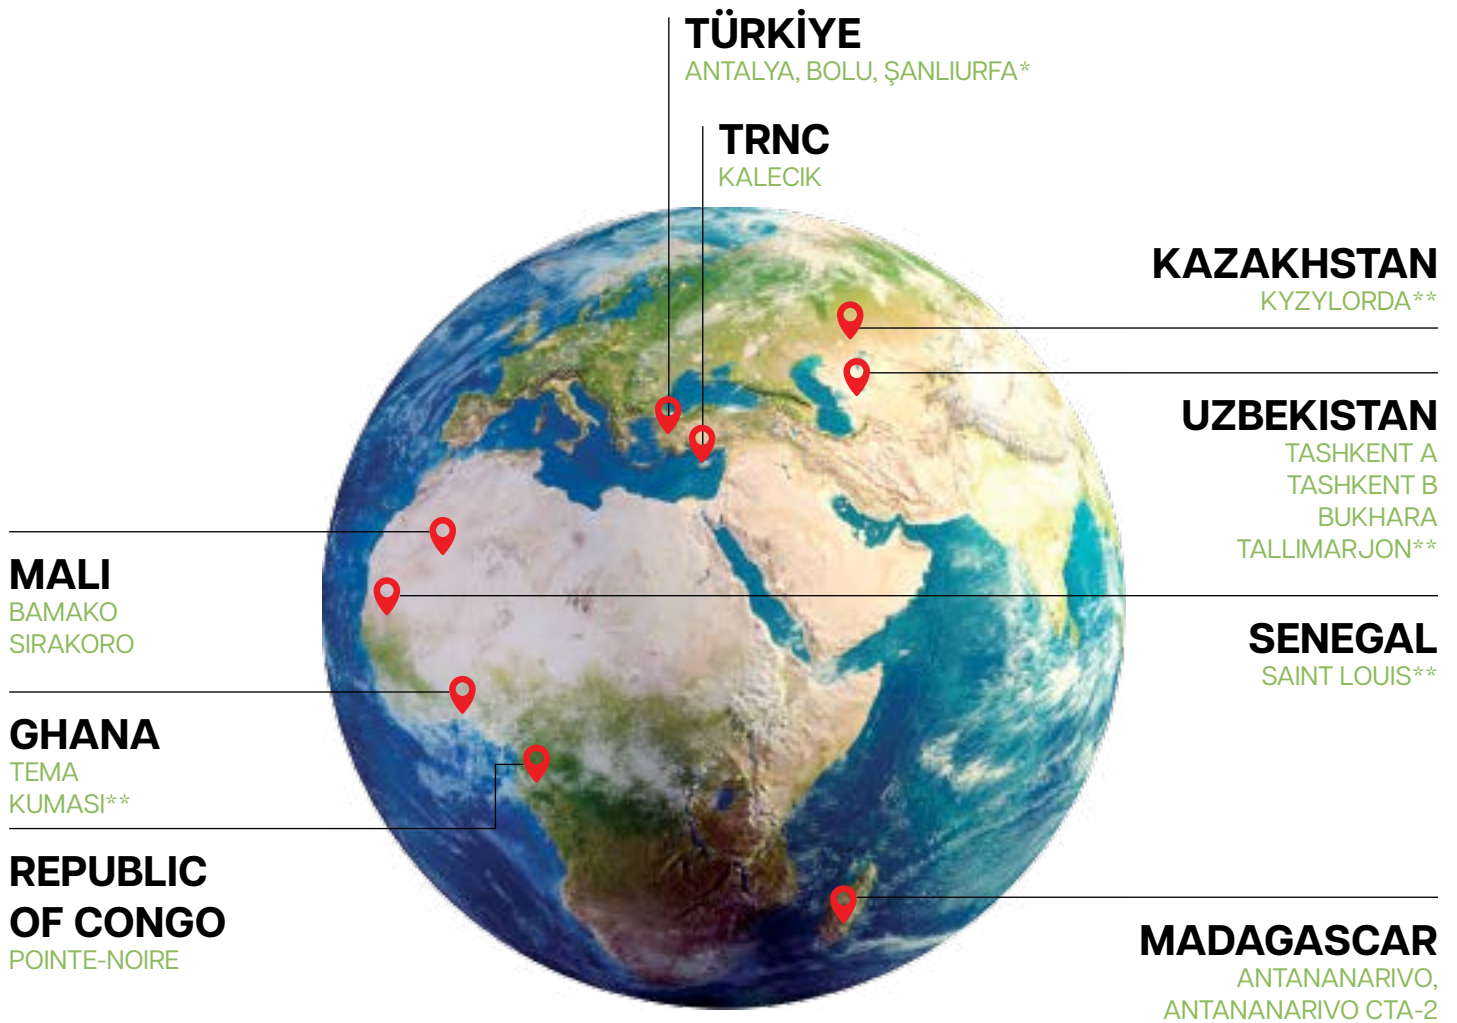 TÜRKİYE
ANTALYA, BOLU, ŞANLIURFA*
TRNC
KALECIK
KAZAKHSTAN
KYZYLORDA**
UZBEKISTAN
TASHKENT A
TASHKENT B
BUKHARA
TALLIMARJON**
MALI
BAMAKO
SIRAKORO
SENEGAL
SAINT LOUIS**
GHANA
TEMA
KUMASI**
REPUBLIC
OF CONGO
POINTE-NOIRE
MADAGASCAR
ANTANANARIVO,
ANTANANARIVO CTA-2